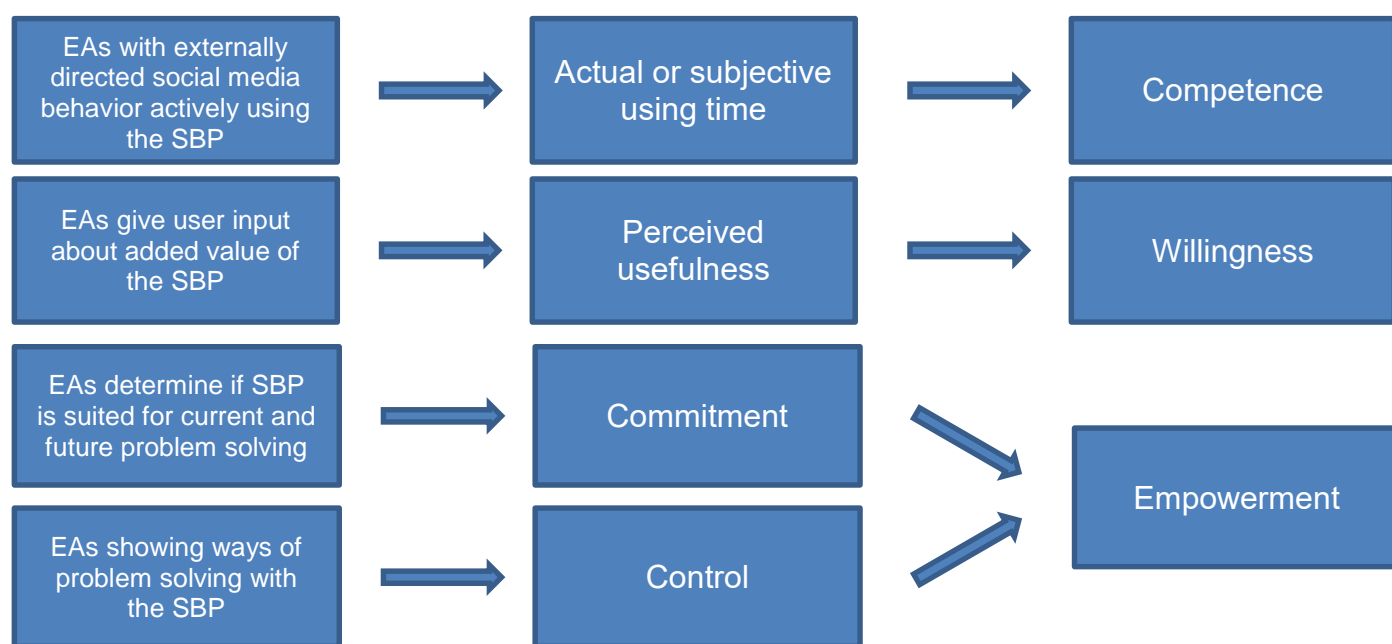 EAs with externally
directed social media
behavior actively using
the SBP
Actual or subjective
using time
Competence
EAs give user input
about added value of
the SBP
Perceived
usefulness
Willingness
EAs determine if SBP
is suited for current and
future problem solving
Commitment
Empowerment
EAs showing ways of
problem solving with
the SBP
Control